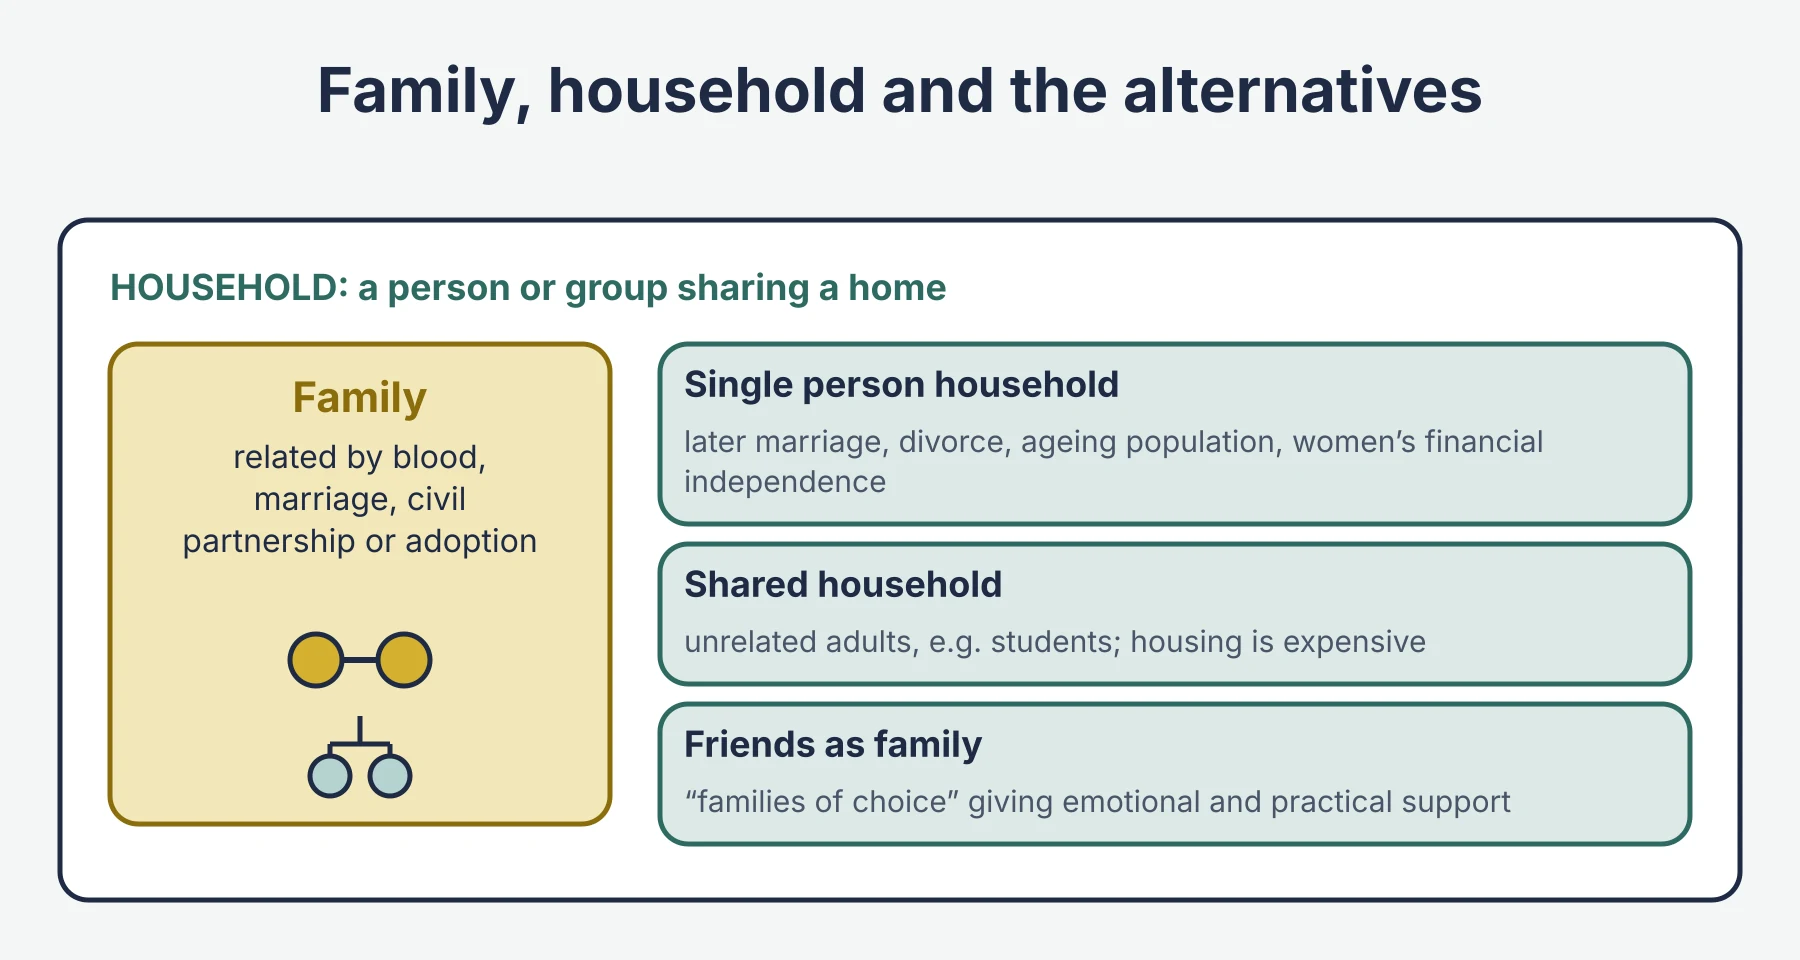 Family, household and the alternatives
HOUSEHOLD: a person or group sharing a home
Family
related by blood,
marriage, civil
partnership or adoption
Single person household
later marriage, divorce, ageing population, women’s financial
independence
Shared household
unrelated adults, e.g. students; housing is expensive
Friends as family
“families of choice” giving emotional and practical support